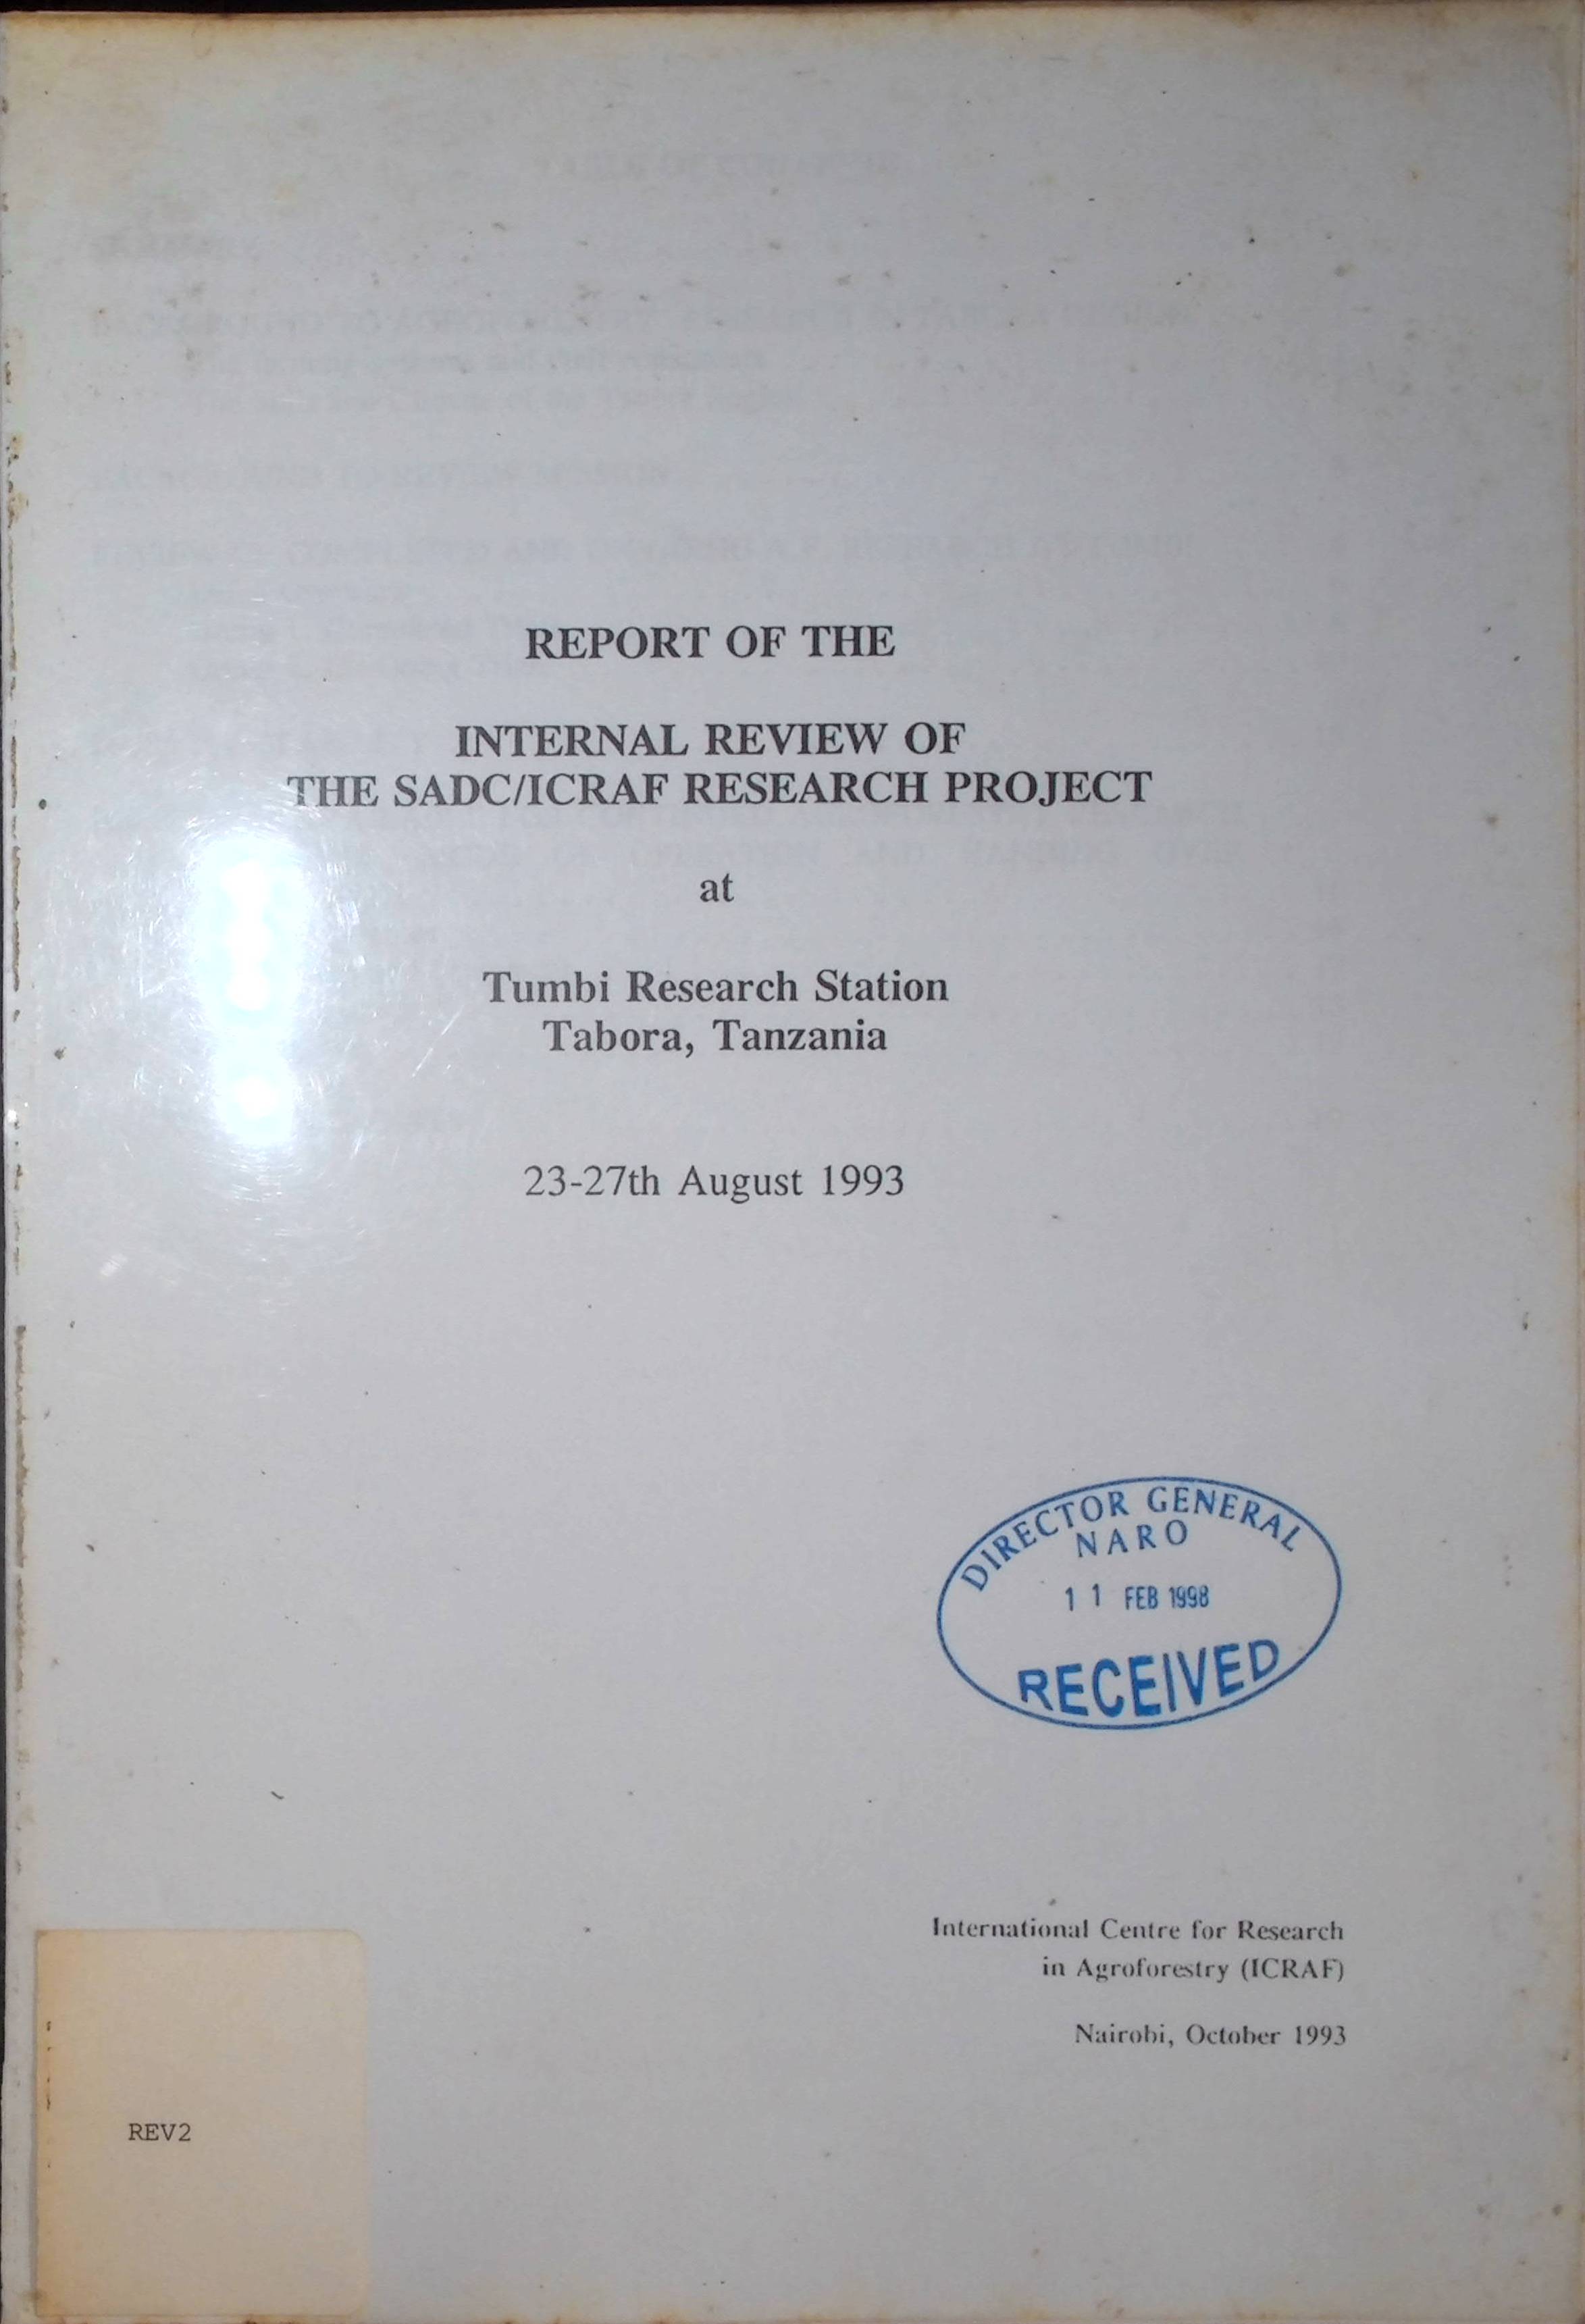 REPORT OF THE
INTERNAL REVIEW OF
THE SADC/ICRAF RESEARCH PROJECT
at
Tumbi Research Station
Tabora, Tanzania
23-27th August 1993
DIRECTOR GENERAL
NARO
11 FEB 1998
RECEIVED
International Centre for Research
in Agroforestry (ICRAF)
Nairobi, October 1993
REV2